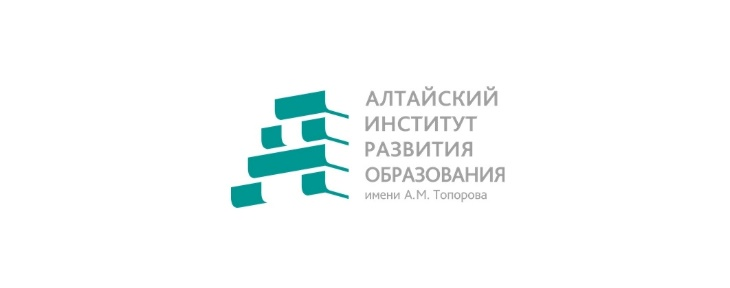 АЛТАЙСКИЙ
ИНСТИТУТ
РАЗВИТИЯ
ОБРАЗОВАНИЯ
имени А.М. Топорова